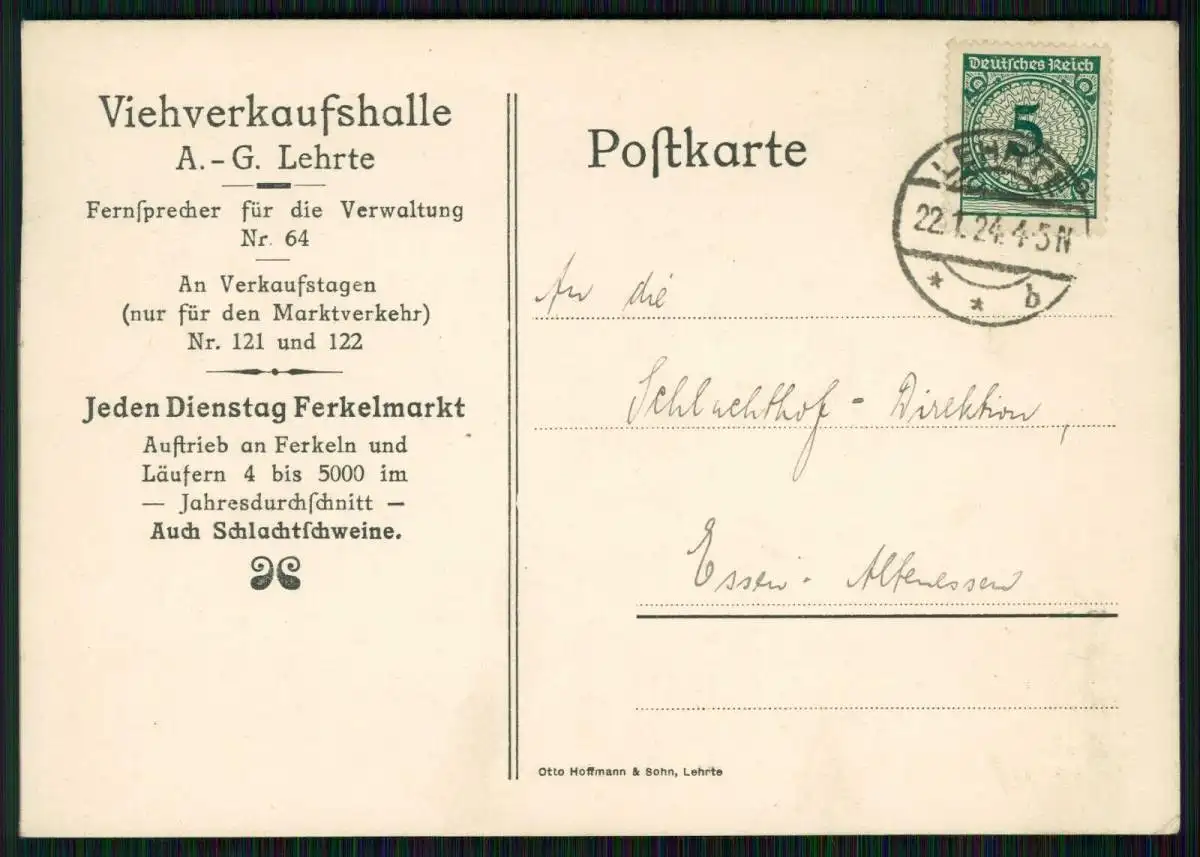 Viehverkaufshalle
A.-G. Lehrte
Fernſprecher für die Verwaltung
Nr. 64
An Verkaufstagen
(nur für den Marktverkehr)
Nr. 121 und 122
Jeden Dienstag Ferkelmarkt
Auftrieb an Ferkeln und
Läufern 4 bis 5000 im
— Jahresdurchſchnitt —
Auch Schlachtſchweine.
Poſtkarte
Deutſches Reich
5
LEHRTE
22.1.24.4-5N
* * b
An die
Schlachthof - Direktion,
Essen - Altenessen
Otto Hoffmann & Sohn, Lehrte